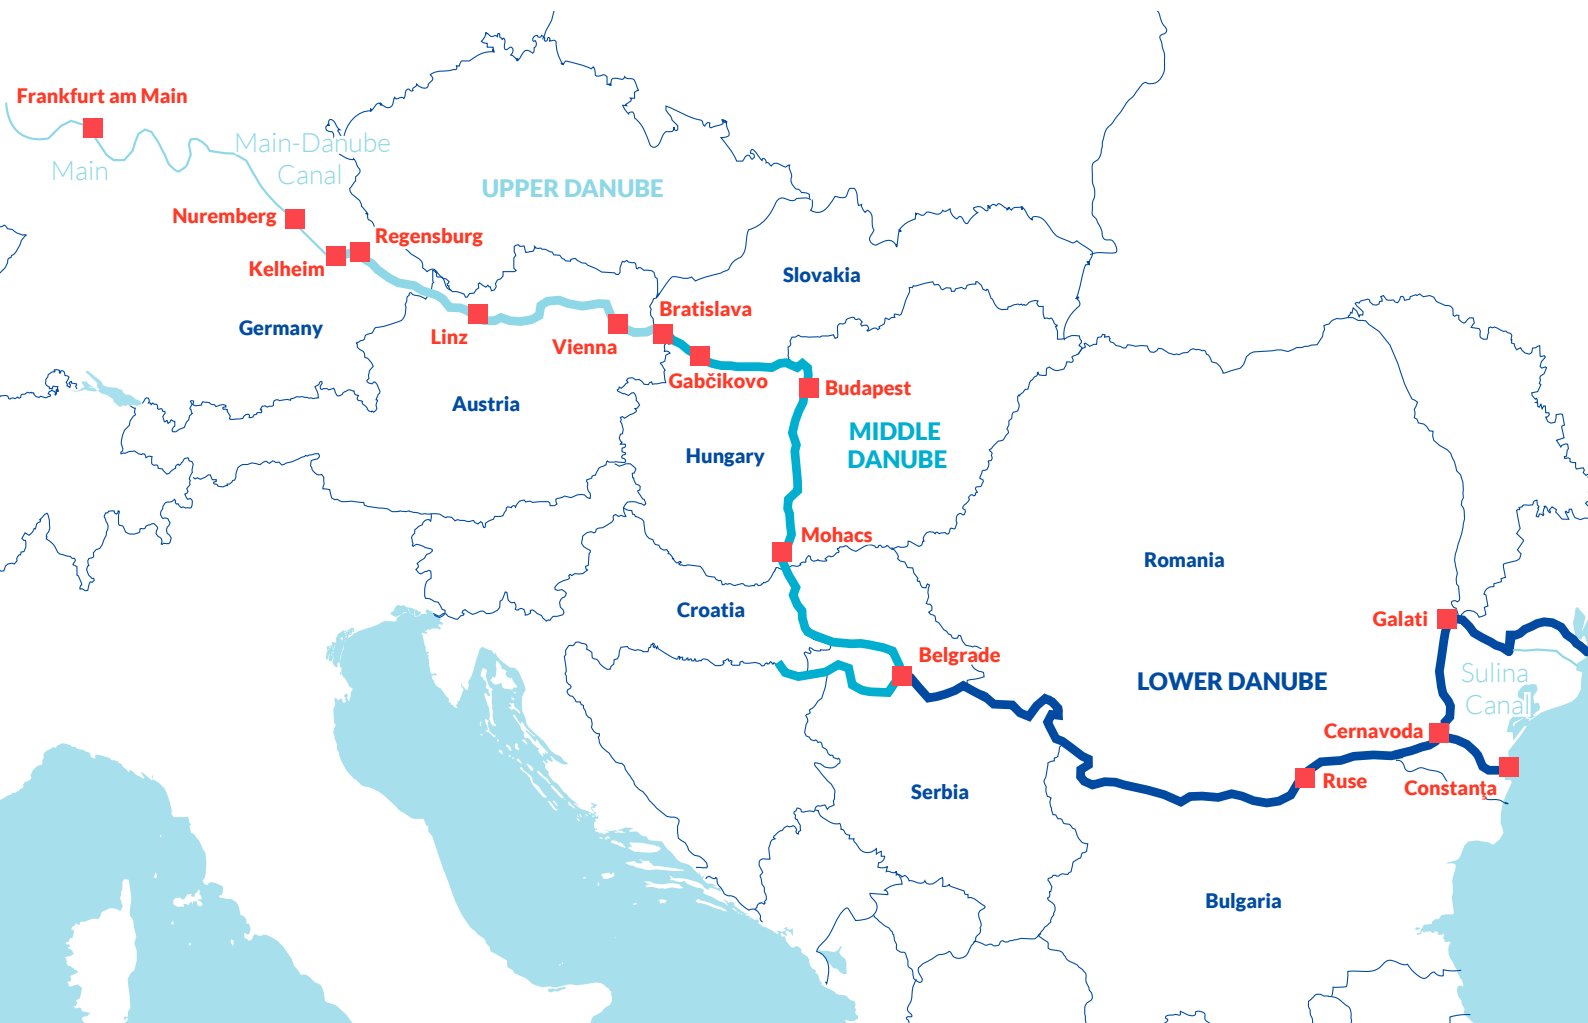 Frankfurt am Main
Main-Danube
Canal
Main
UPPER DANUBE
Nuremberg
Regensburg
Kelheim
Slovakia
Bratislava
Germany
Linz
Vienna
Gabčikovo
Budapest
Austria
MIDDLE
DANUBE
Hungary
Mohacs
Romania
Croatia
Galati
Belgrade
LOWER DANUBE
Sulina
Canal
Cernavoda
Ruse
Constanța
Serbia
Bulgaria